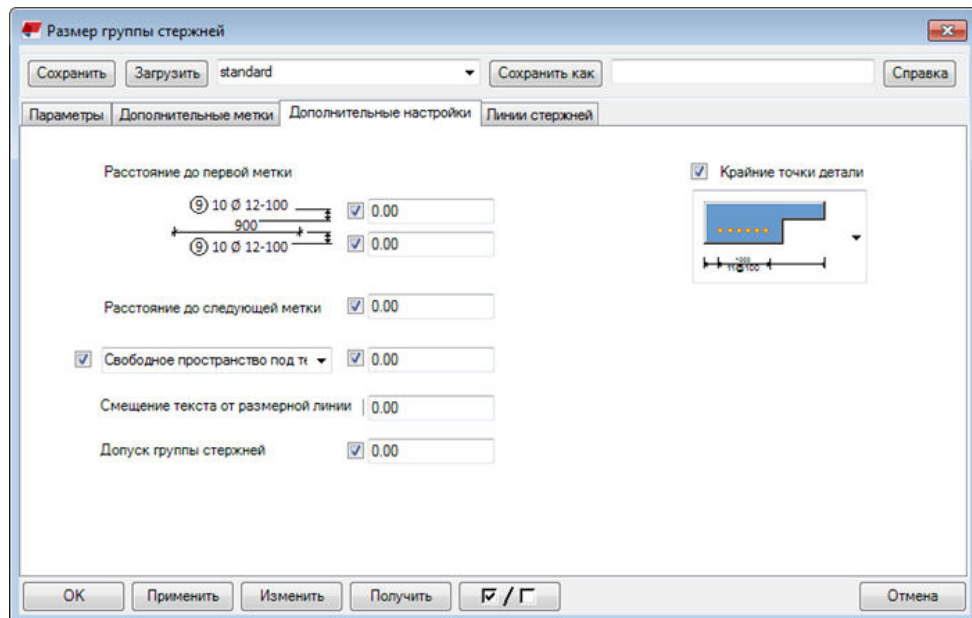 Размер группы стержней
Сохранить Загрузить standard Сохранить как Справка
Параметры Дополнительные метки Дополнительные настройки Линии стержней
Расстояние до первой метки
Крайние точки детали
9 10 Ø 12-100
0.00
900
9 10 Ø 12-100
0.00
Расстояние до следующей метки 0.00
Свободное пространство под те 0.00
Смещение текста от размерной линии 0.00
Допуск группы стержней 0.00
OK Применить Изменить Получить / Отмена